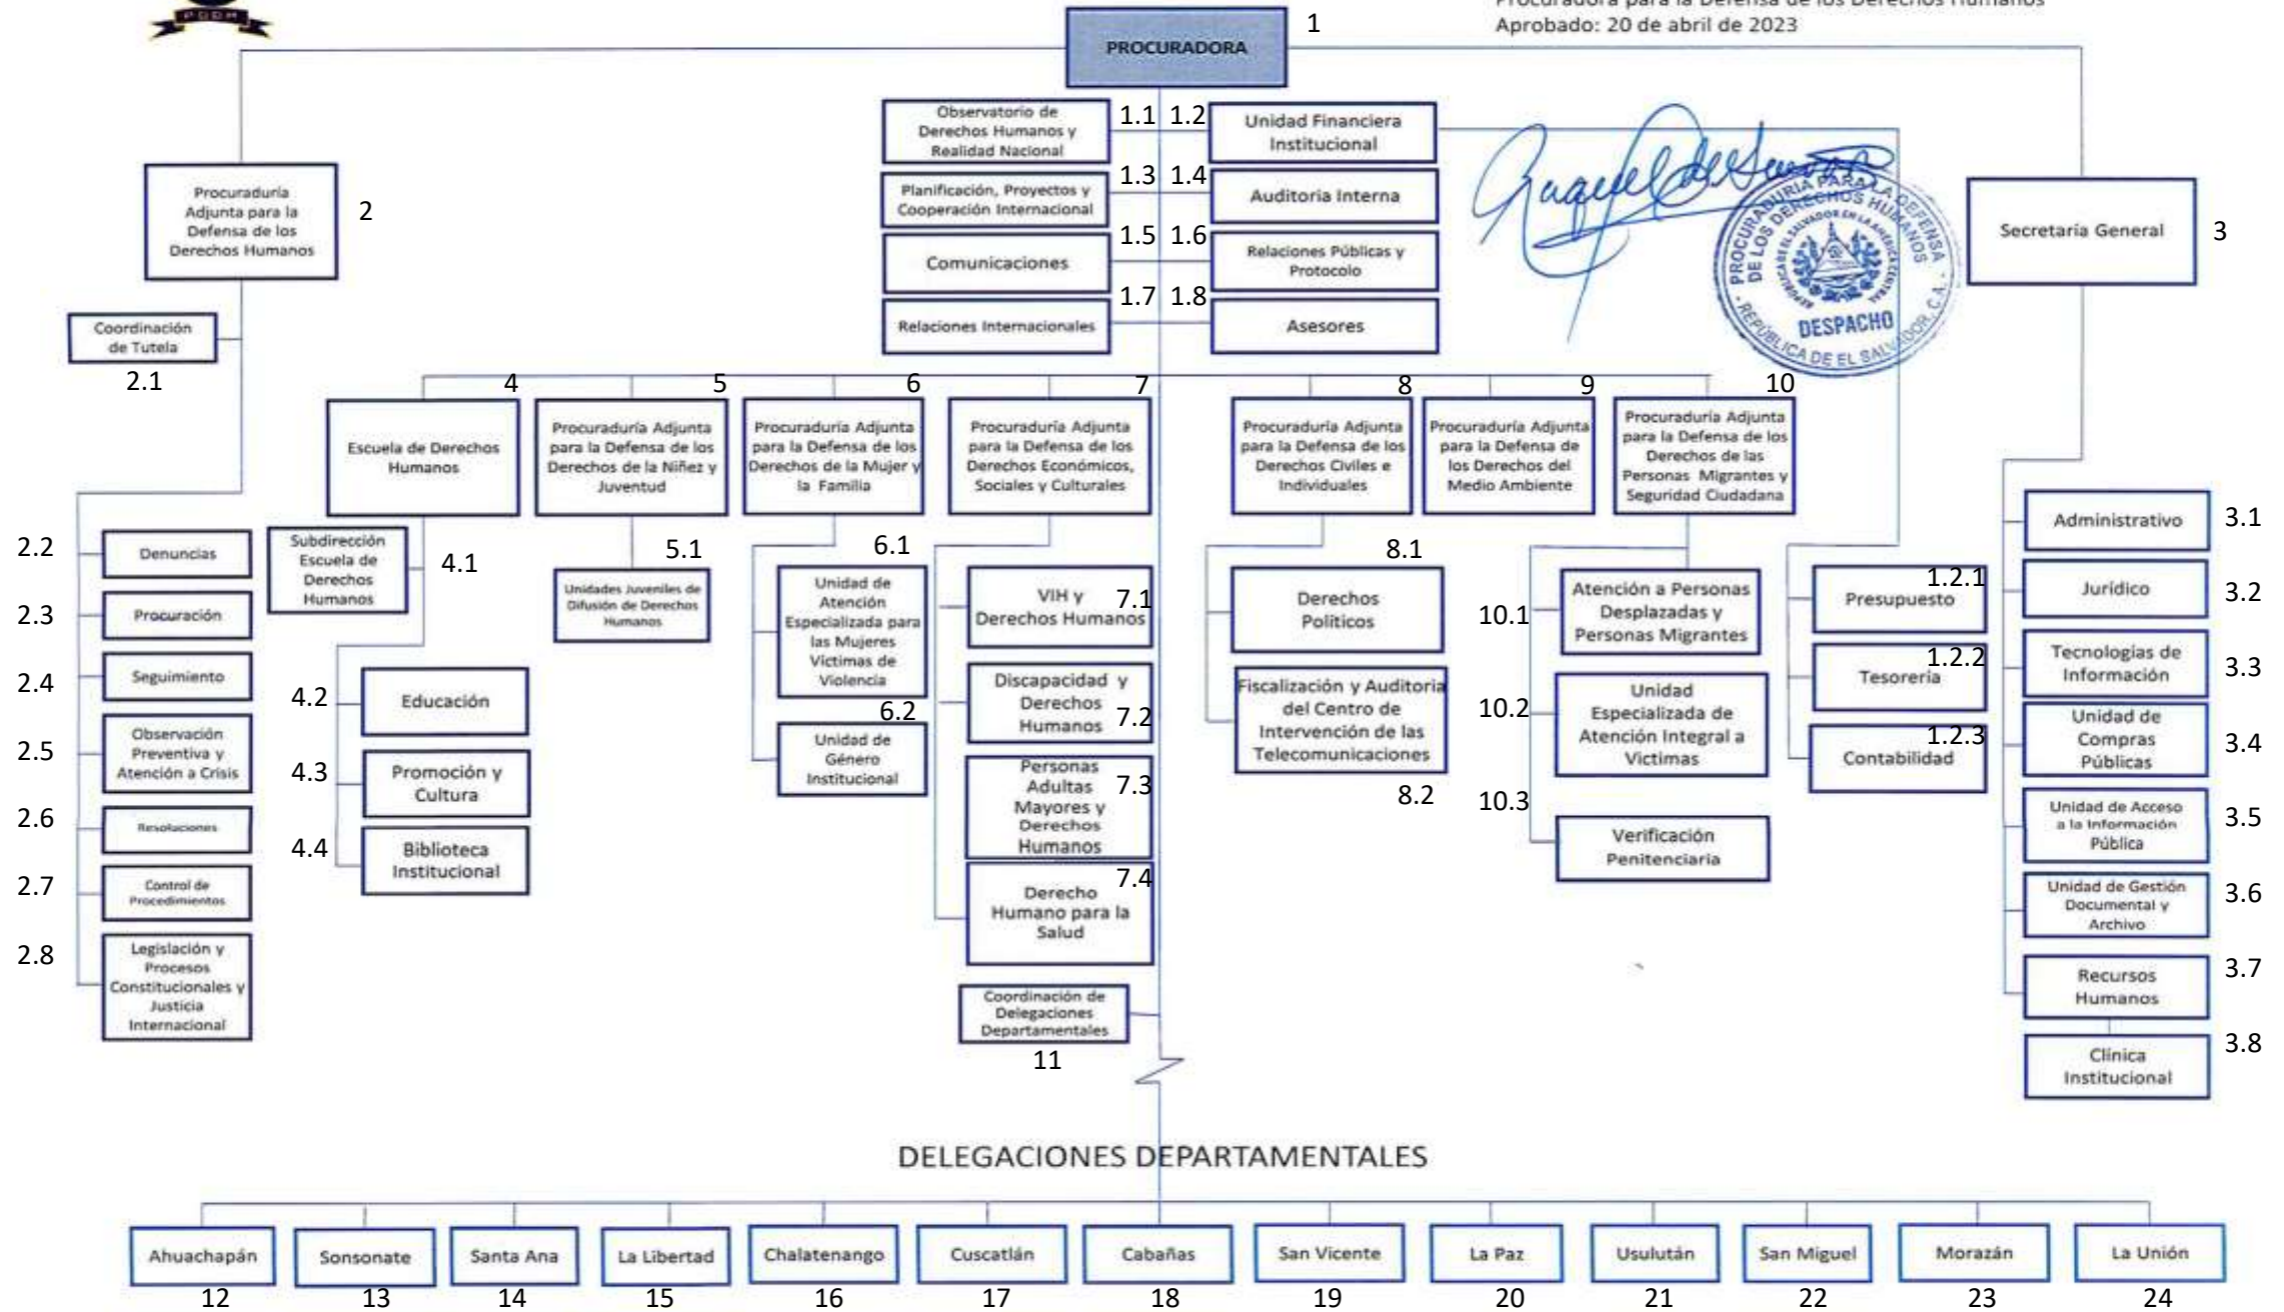 PDDH
Procuradora para la Defensa de los Derechos Humanos
Aprobado: 20 de abril de 2023
PROCURADORA
1
Observatorio de
Derechos Humanos y
Realidad Nacional
1.1
1.2
Unidad Financiera
Institucional
Planificación, Proyectos y
Cooperación Internacional
1.3
1.4
Auditoria Interna
Comunicaciones
1.5
1.6
Relaciones Públicas y
Protocolo
Relaciones Internacionales
1.7
1.8
Asesores
PROCURADURIA PARA LA DEFENSA
DE LOS DERECHOS HUMANOS
REPÚBLICA DE EL SALVADOR EN LA AMÉRICA CENTRAL
DESPACHO
REPÚBLICA DE EL SALVADOR, C.A.
Procuraduría
Adjunta para la
Defensa de los
Derechos Humanos
2
Secretaría General
3
Coordinación
de Tutela
2.1
4
Escuela de Derechos
Humanos
5
Procuraduría Adjunta
para la Defensa de los
Derechos de la Niñez y
Juventud
6
Procuraduría Adjunta
para la Defensa de los
Derechos de la Mujer y
la Familia
7
Procuraduría Adjunta
para la Defensa de los
Derechos Económicos,
Sociales y Culturales
8
Procuraduría Adjunta
para la Defensa de los
Derechos Civiles e
Individuales
9
Procuraduría Adjunta
para la Defensa de
los Derechos del
Medio Ambiente
10
Procuraduría Adjunta
para la Defensa de los
Derechos de las
Personas Migrantes y
Seguridad Ciudadana
2.2
Denuncias
2.3
Procuración
2.4
Seguimiento
2.5
Observación
Preventiva y
Atención a Crisis
2.6
Resoluciones
2.7
Control de
Procedimientos
2.8
Legislación y
Procesos
Constitucionales y
Justicia
Internacional
Subdirección
Escuela de
Derechos
Humanos
4.1
4.2
Educación
4.3
Promoción y
Cultura
4.4
Biblioteca
Institucional
5.1
Unidades Juveniles de
Difusión de Derechos
Humanos
6.1
Unidad de
Atención
Especializada para
las Mujeres
Víctimas de
Violencia
6.2
Unidad de
Género
Institucional
VIH y
Derechos Humanos
7.1
Discapacidad y
Derechos
Humanos
7.2
Personas
Adultas
Mayores y
Derechos
Humanos
7.3
Derecho
Humano para la
Salud
7.4
8.1
Derechos
Políticos
Fiscalización y Auditoria
del Centro de
Intervención de las
Telecomunicaciones
8.2
10.1
Atención a Personas
Desplazadas y
Personas Migrantes
10.2
Unidad
Especializada de
Atención Integral a
Victimas
10.3
Verificación
Penitenciaria
1.2.1
Presupuesto
1.2.2
Tesoreria
1.2.3
Contabilidad
Administrativo
3.1
Jurídico
3.2
Tecnologías de
Información
3.3
Unidad de
Compras
Públicas
3.4
Unidad de Acceso
a la Información
Pública
3.5
Unidad de Gestión
Documental y
Archivo
3.6
Recursos
Humanos
3.7
Clínica
Institucional
3.8
Coordinación de
Delegaciones
Departamentales
11
DELEGACIONES DEPARTAMENTALES
Ahuachapán
Sonsonate
Santa Ana
La Libertad
Chalatenango
Cuscatlán
Cabañas
San Vicente
La Paz
Usulután
San Miguel
Morazán
La Unión
12
13
14
15
16
17
18
19
20
21
22
23
24